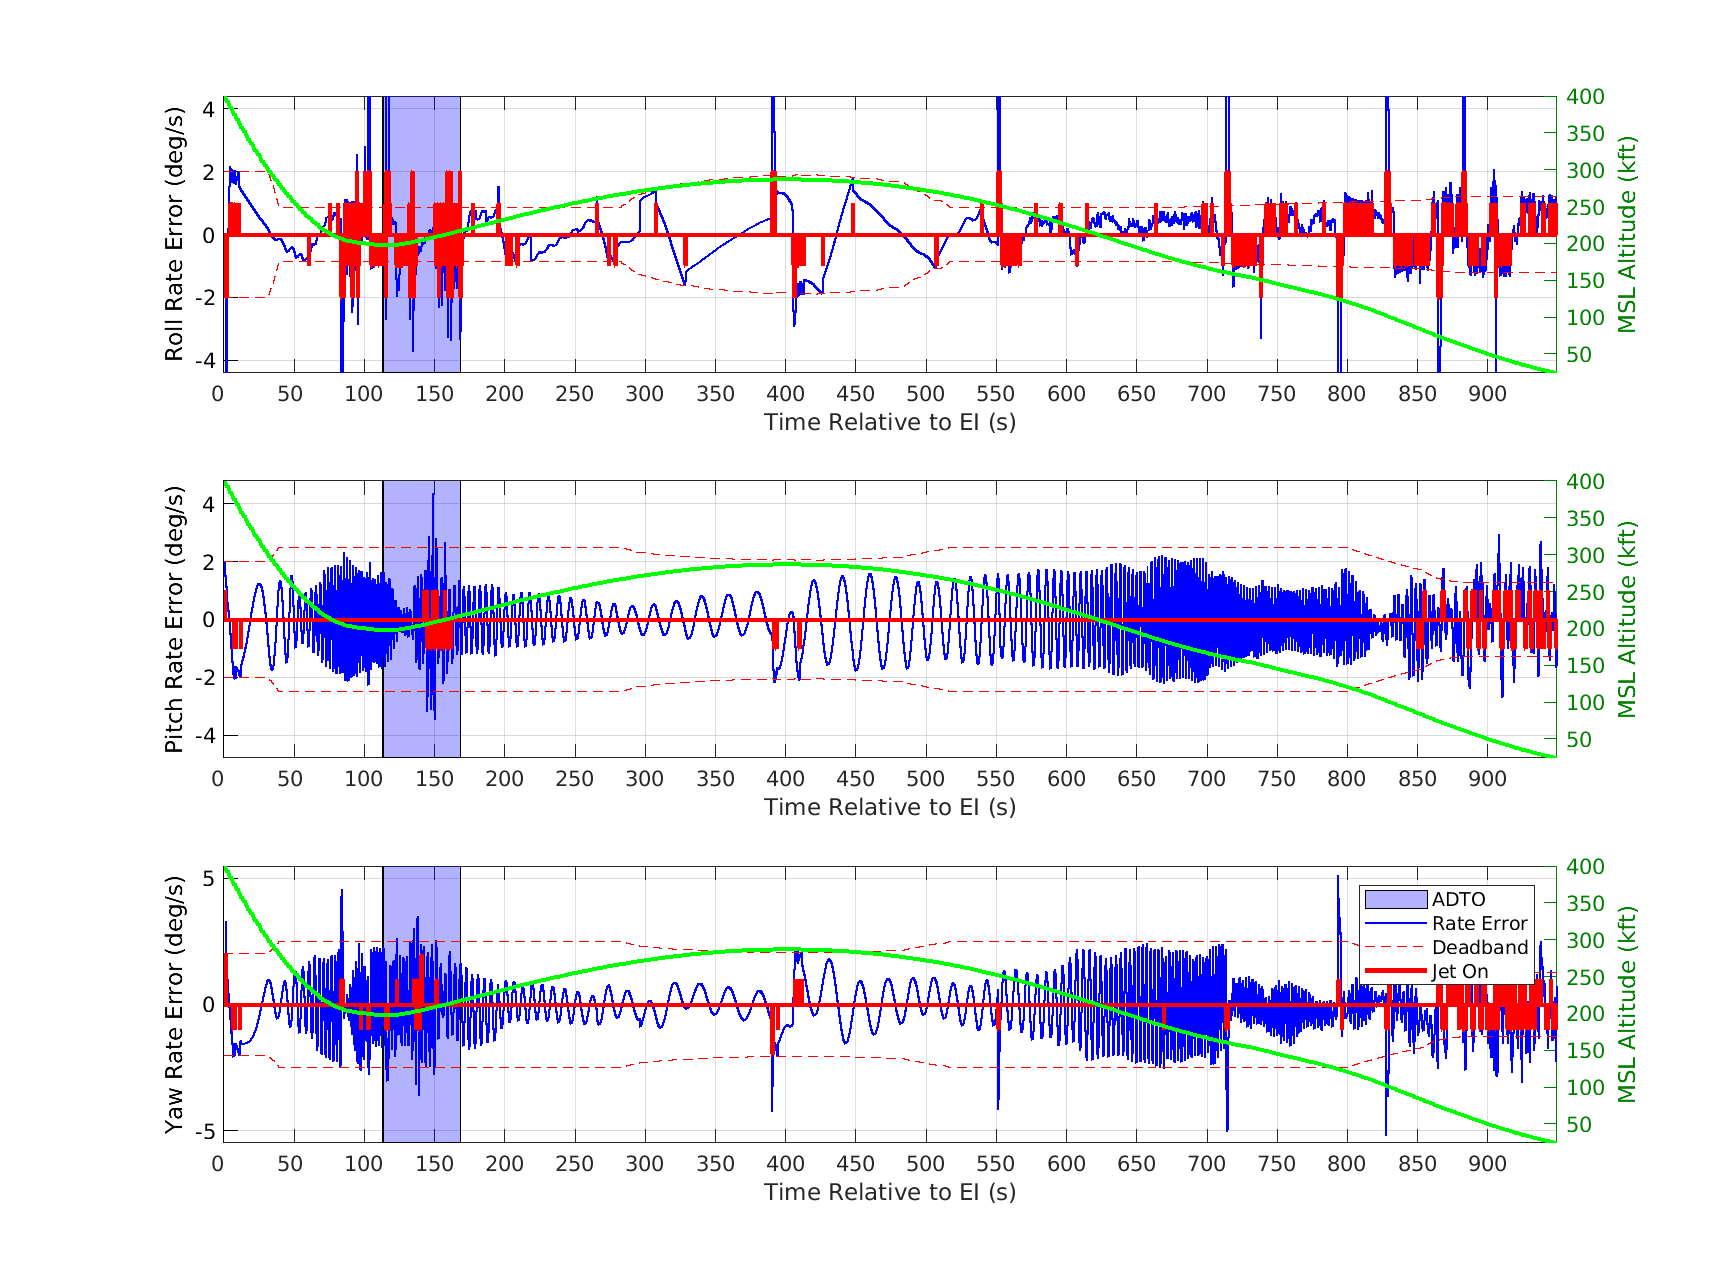 Roll Rate Error (deg/s)
4
2
0
-2
-4
400
350
300
250
200
150
100
50
MSL Altitude (kft)
0 50 100 150 200 250 300 350 400 450 500 550 600 650 700 750 800 850 900
Time Relative to EI (s)
Pitch Rate Error (deg/s)
4
2
0
-2
-4
400
350
300
250
200
150
100
50
MSL Altitude (kft)
0 50 100 150 200 250 300 350 400 450 500 550 600 650 700 750 800 850 900
Time Relative to EI (s)
Yaw Rate Error (deg/s)
5
0
-5
ADTO
Rate Error
Deadband
Jet On
400
350
300
250
200
150
100
50
MSL Altitude (kft)
0 50 100 150 200 250 300 350 400 450 500 550 600 650 700 750 800 850 900
Time Relative to EI (s)